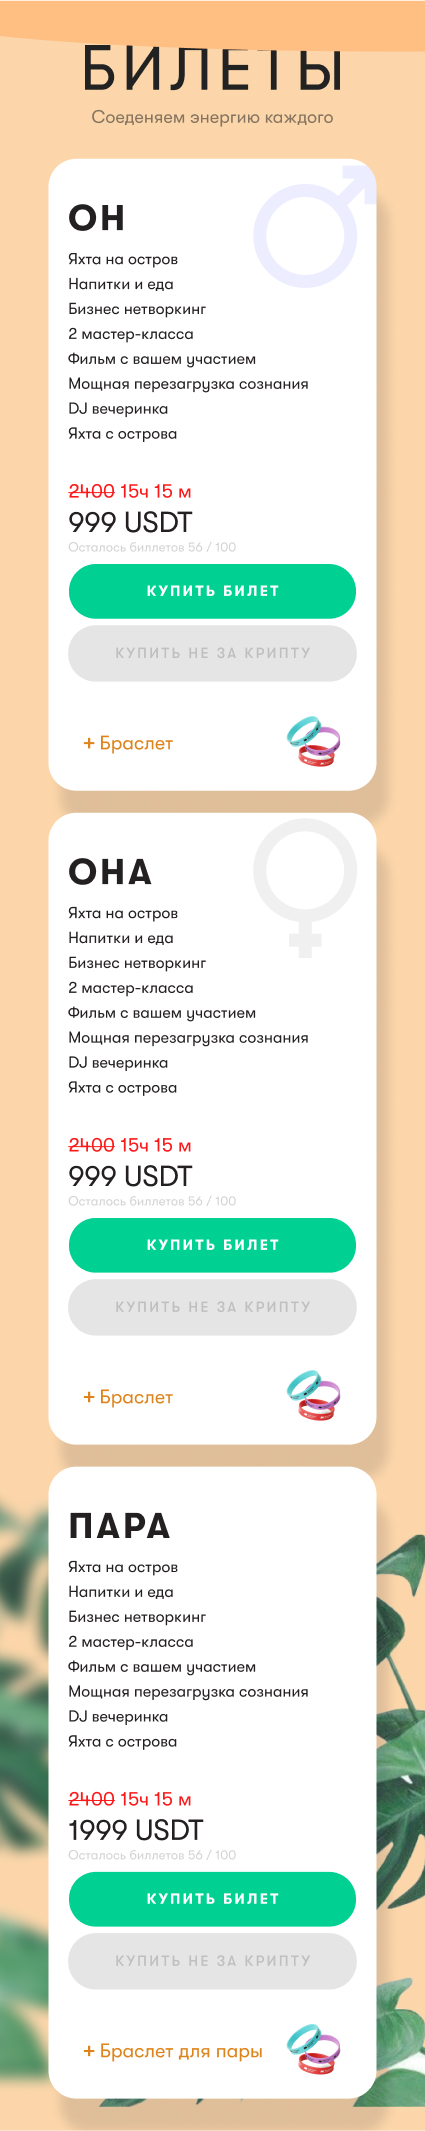 БИЛЕТЫ
Соеденяем энергию каждого
ОН
Яхта на остров
Напитки и еда
Бизнес нетворкинг
2 мастер-класса
Фильм с вашем участием
Мощная перезагрузка сознания
DJ вечеринка
Яхта с острова
2400 15ч 15 м
999 USDT
Осталось биллетов 56 / 100
КУПИТЬ БИЛЕТ
КУПИТЬ НЕ ЗА КРИПТУ
+ Браслет
ОНА
Яхта на остров
Напитки и еда
Бизнес нетворкинг
2 мастер-класса
Фильм с вашем участием
Мощная перезагрузка сознания
DJ вечеринка
Яхта с острова
2400 15ч 15 м
999 USDT
Осталось биллетов 56 / 100
КУПИТЬ БИЛЕТ
КУПИТЬ НЕ ЗА КРИПТУ
+ Браслет
ПАРА
Яхта на остров
Напитки и еда
Бизнес нетворкинг
2 мастер-класса
Фильм с вашем участием
Мощная перезагрузка сознания
DJ вечеринка
Яхта с острова
2400 15ч 15 м
1999 USDT
Осталось биллетов 56 / 100
КУПИТЬ БИЛЕТ
КУПИТЬ НЕ ЗА КРИПТУ
+ Браслет для пары